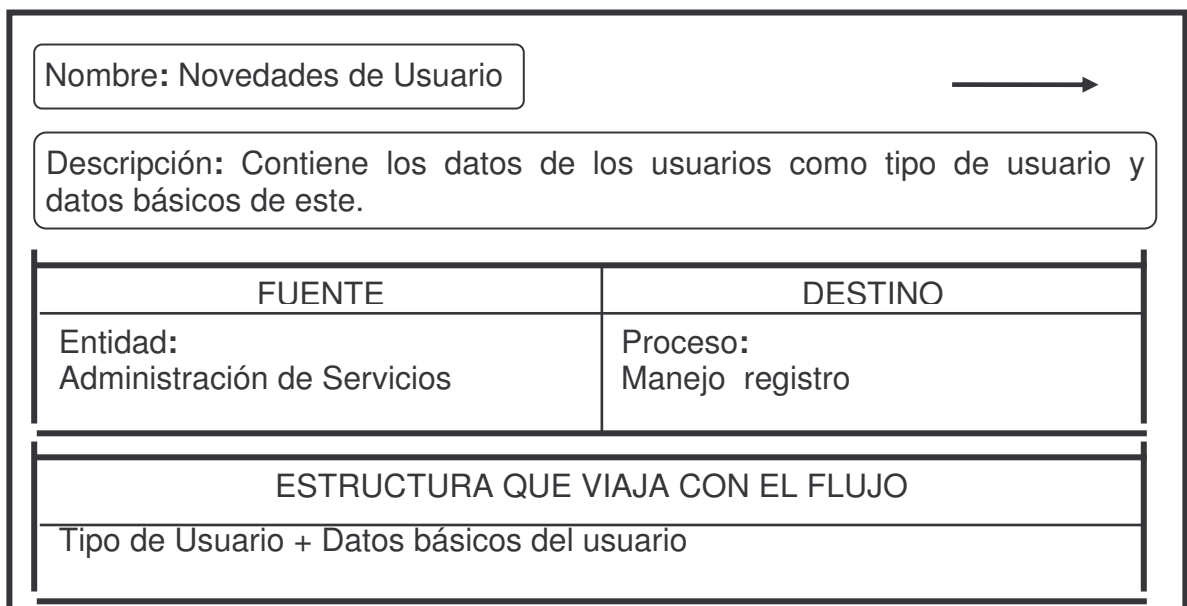 Nombre: Novedades de Usuario
Descripción: Contiene los datos de los usuarios como tipo de usuario y
datos básicos de este.
FUENTE
DESTINO
Entidad:
Administración de Servicios
Proceso:
Manejo registro
ESTRUCTURA QUE VIAJA CON EL FLUJO
Tipo de Usuario + Datos básicos del usuario